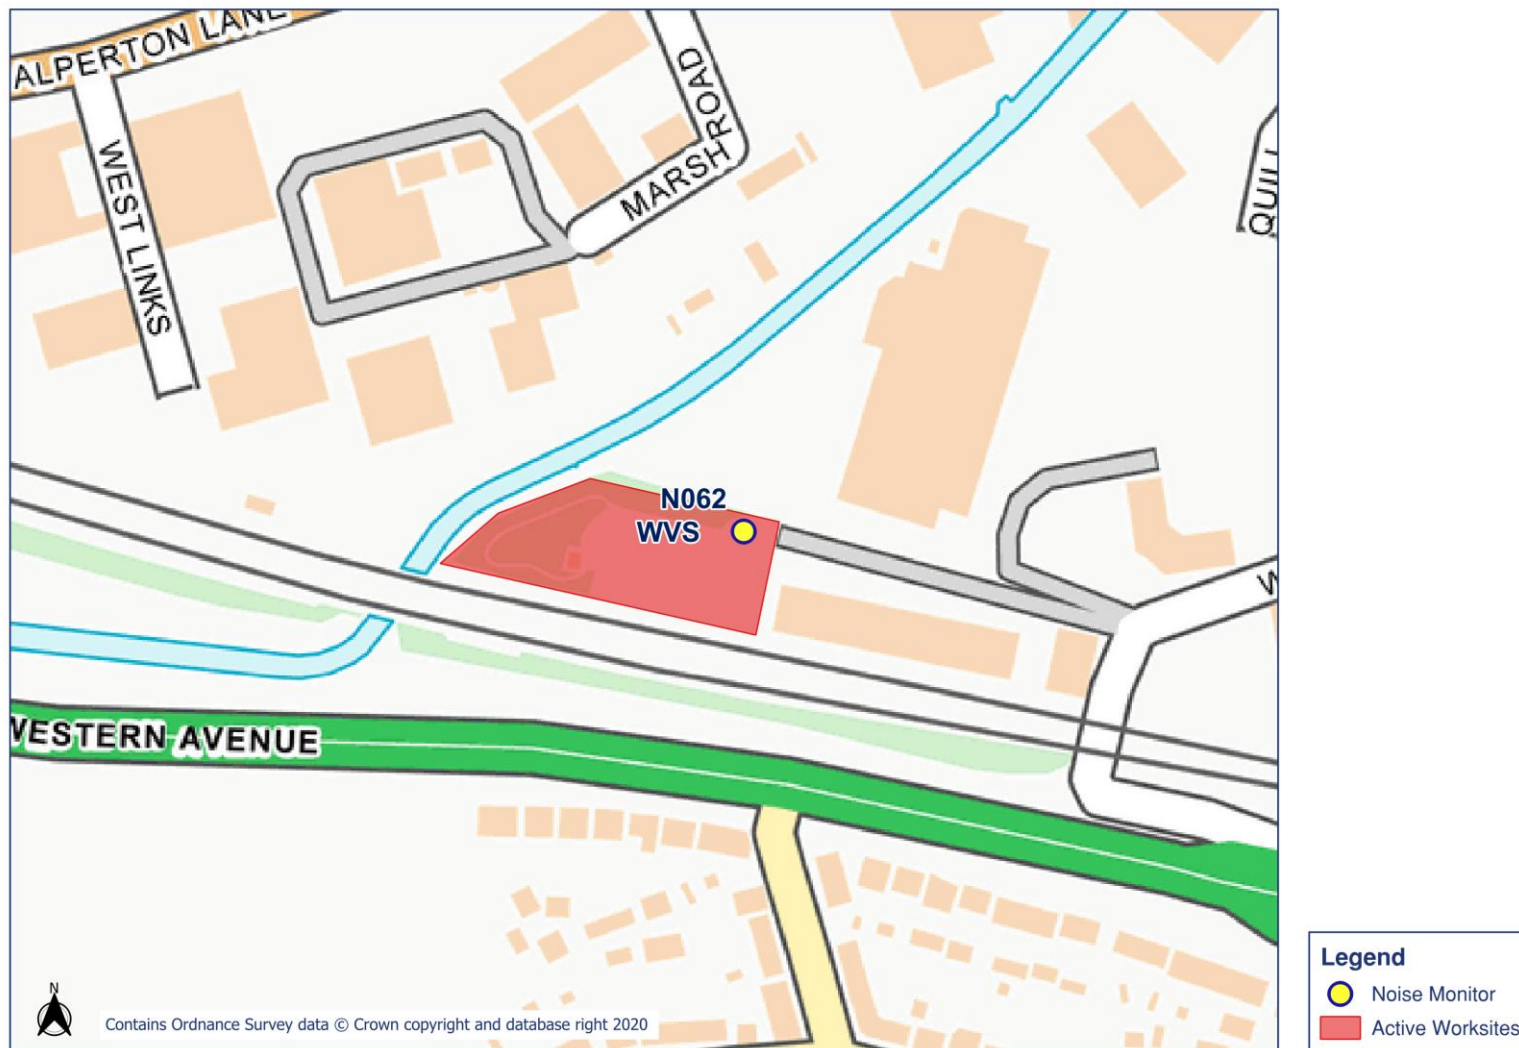 ALPERTON LANE
WEST LINKS
MARSH ROAD
QUILL
N062
WVS
W
WESTERN AVENUE
N
Contains Ordnance Survey data © Crown copyright and database right 2020
Legend
Noise Monitor
Active Worksites